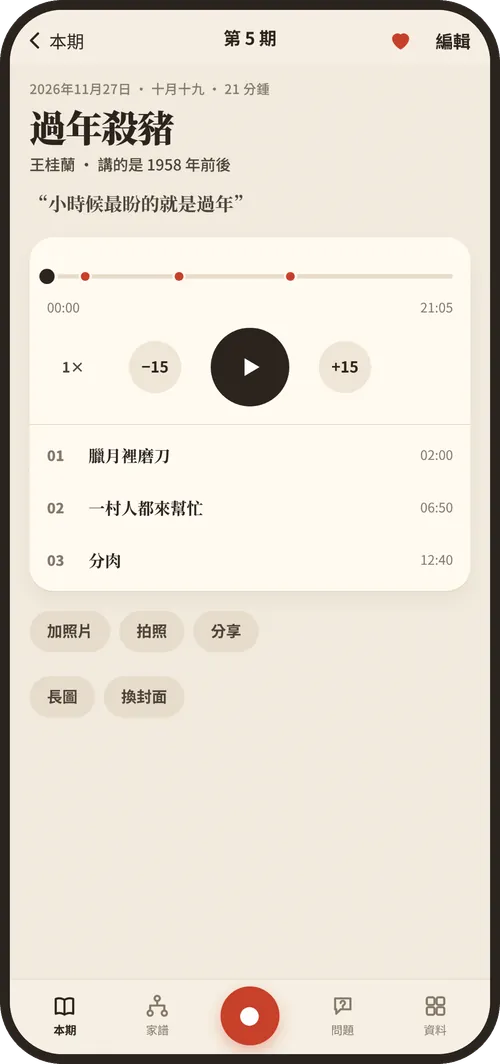 本期
第 5 期
編輯
2026年11月27日 · 十月十九 · 21 分鍾
過年殺豬
王桂蘭 · 講的是 1958 年前後
“小時候最盼的就是過年”
00:00
21:05
1×
−15
+15
01 臘月裡磨刀 02:00
02 一村人都來幫忙 06:50
03 分肉 12:40
加照片
拍照
分享
長圖
換封面
本期
家譜
問題
資料